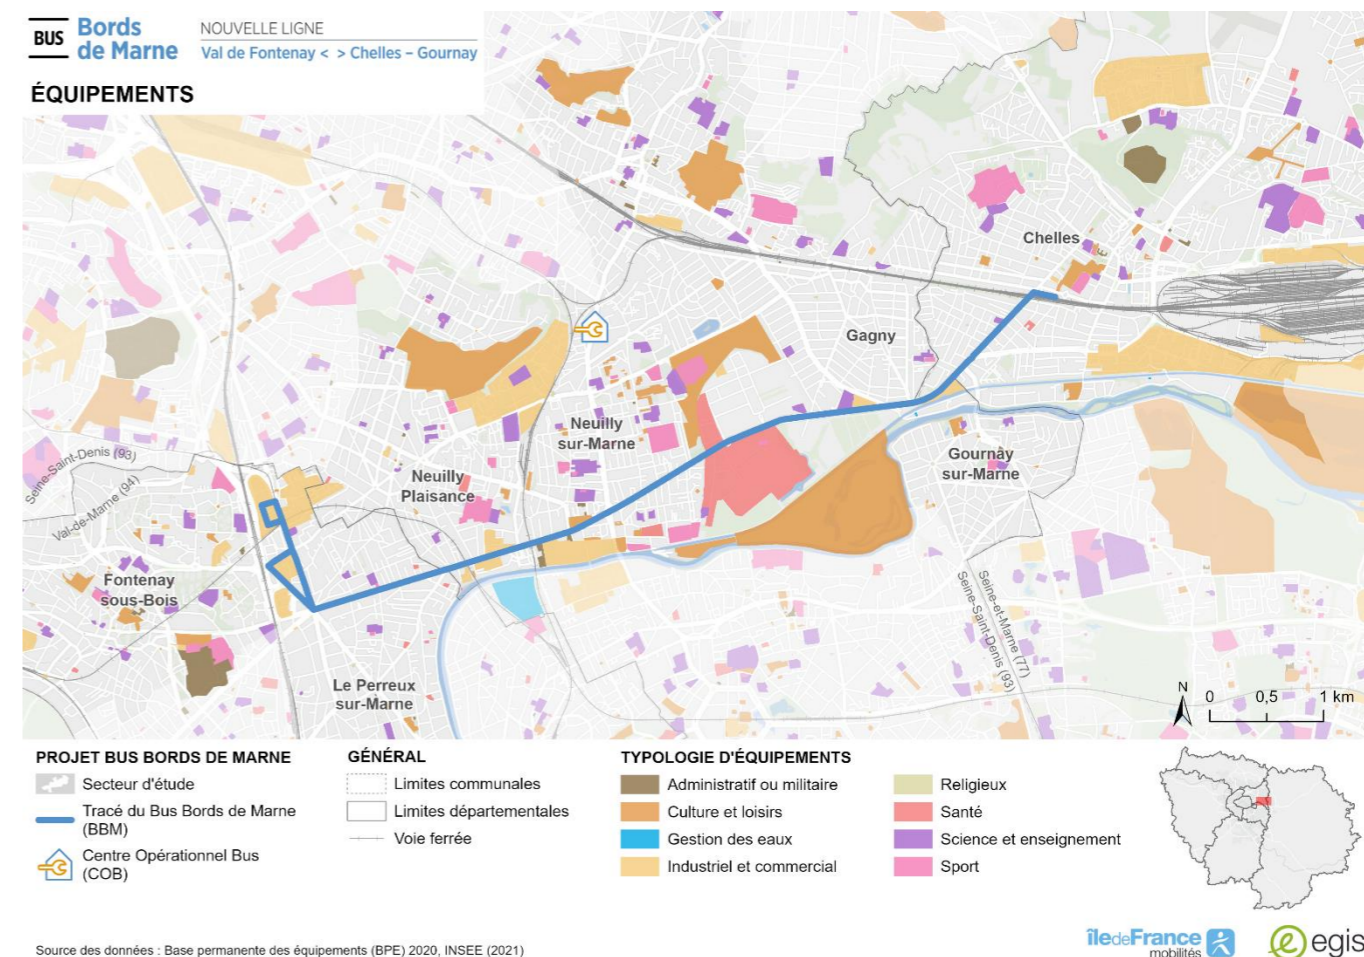 BUS
Bords
de Marne
NOUVELLE LIGNE
Val de Fontenay < > Chelles – Gournay
ÉQUIPEMENTS
Chelles
Gagny
Neuilly
sur-Marne
Gournay
sur-Marne
Neuilly
Plaisance
Seine-Saint-Denis (93)
Val-de-Marne (94)
Fontenay
sous-Bois
Le Perreux
sur-Marne
Seine-et-Marne (77)
Seine-Saint-Denis (93)
N
0 0,5 1 km
PROJET BUS BORDS DE MARNE
Secteur d'étude
Tracé du Bus Bords de Marne
(BBM)
Centre Opérationnel Bus
(COB)
GÉNÉRAL
Limites communales
Limites départementales
Voie ferrée
TYPOLOGIE D'ÉQUIPEMENTS
Administratif ou militaire
Culture et loisirs
Gestion des eaux
Industriel et commercial
Religieux
Santé
Science et enseignement
Sport
Source des données : Base permanente des équipements (BPE) 2020, INSEE (2021)
îledeFrance
mobilités
egis